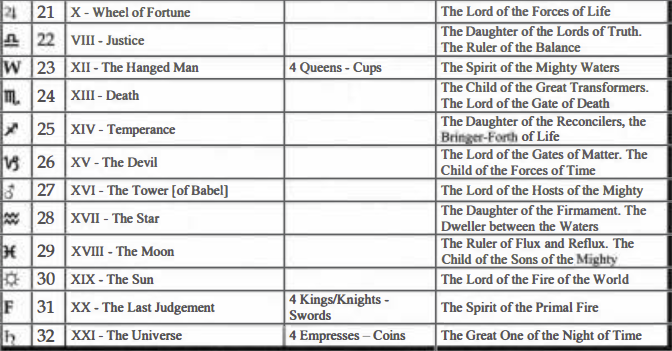 ♃ 21 X - Wheel of Fortune The Lord of the Forces of Life
♎ 22 VIII - Justice The Daughter of the Lords of Truth.
The Ruler of the Balance
W 23 XII - The Hanged Man 4 Queens - Cups The Spirit of the Mighty Waters
♏ 24 XIII - Death The Child of the Great Transformers.
The Lord of the Gate of Death
♐ 25 XIV - Temperance The Daughter of the Reconcilers, the
Bringer-Forth of Life
♑ 26 XV - The Devil The Lord of the Gates of Matter. The
Child of the Forces of Time
♂ 27 XVI - The Tower [of Babel] The Lord of the Hosts of the Mighty
♒ 28 XVII - The Star The Daughter of the Firmament. The
Dweller between the Waters
♓ 29 XVIII - The Moon The Ruler of Flux and Reflux. The
Child of the Sons of the Mighty
☼ 30 XIX - The Sun The Lord of the Fire of the World
F 31 XX - The Last Judgement 4 Kings/Knights - The Spirit of the Primal Fire
Swords
♄ 32 XXI - The Universe 4 Empresses – Coins The Great One of the Night of Time